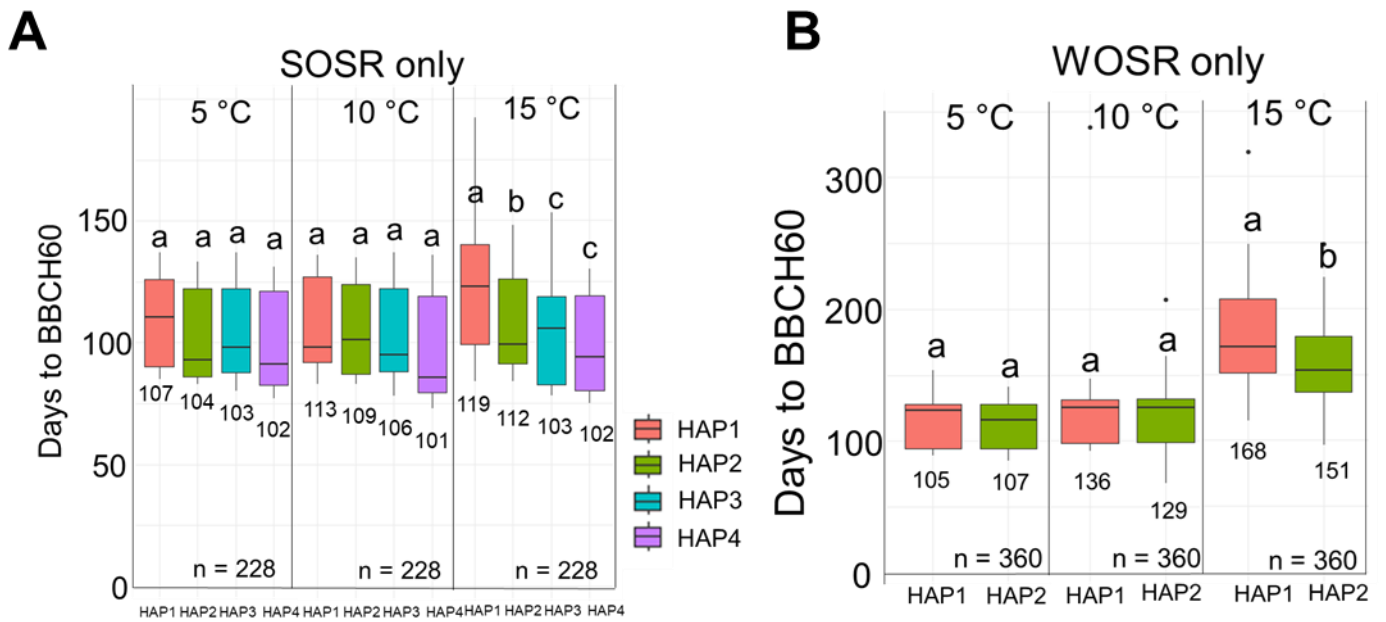 A
SOSR only
5 °C
10 °C
15 °C
Days to BBCH60
150
100
50
0
a a a a a a a a a b c c
107 104 103 102 113 109 106 101 119 112 103 102
n = 228 n = 228 n = 228
HAP1 HAP2 HAP3 HAP4 HAP1 HAP2 HAP3 HAP4 HAP1 HAP2 HAP3 HAP4
HAP1
HAP2
HAP3
HAP4
B
WOSR only
5 °C
10 °C
15 °C
Days to BBCH60
300
200
100
0
a a a a a b
105 107 136 129 168 151
n = 360 n = 360 n = 360
HAP1 HAP2 HAP1 HAP2 HAP1 HAP2